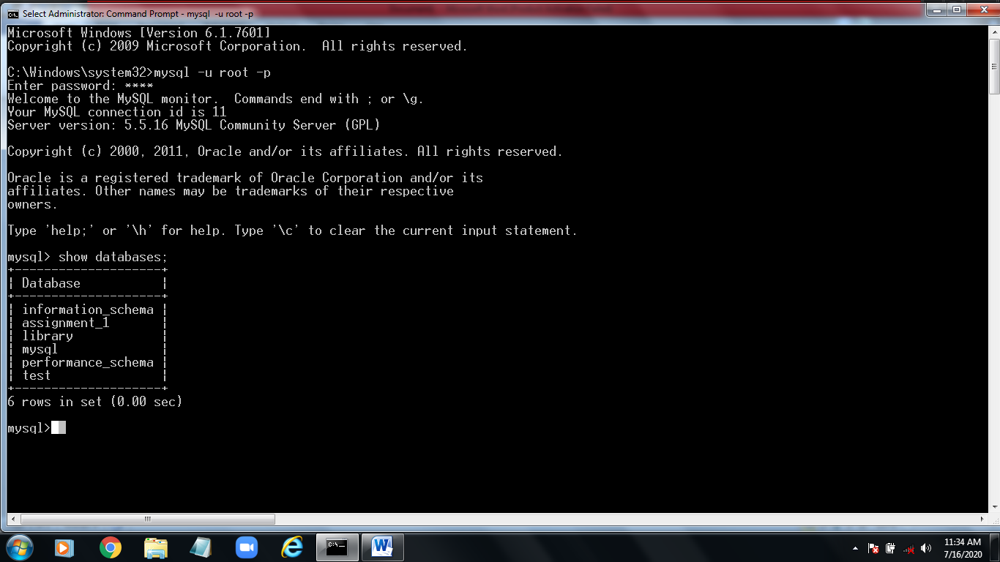 Select Administrator: Command Prompt - mysql  -u root -p
Microsoft Windows [Version 6.1.7601]
Copyright (c) 2009 Microsoft Corporation.  All rights reserved.
C:\Windows\system32>mysql -u root -p
Enter password: ****
Welcome to the MySQL monitor.  Commands end with ; or \g.
Your MySQL connection id is 11
Server version: 5.5.16 MySQL Community Server (GPL)
Copyright (c) 2000, 2011, Oracle and/or its affiliates. All rights reserved.
Oracle is a registered trademark of Oracle Corporation and/or its
affiliates. Other names may be trademarks of their respective
owners.
Type 'help;' or '\h' for help. Type '\c' to clear the current input statement.
mysql> show databases;
+--------------------+
| Database           |
+--------------------+
| information_schema |
| assignment_1       |
| library            |
| mysql              |
| performance_schema |
| test               |
+--------------------+
6 rows in set (0.00 sec)
mysql>
11:34 AM
7/16/2020